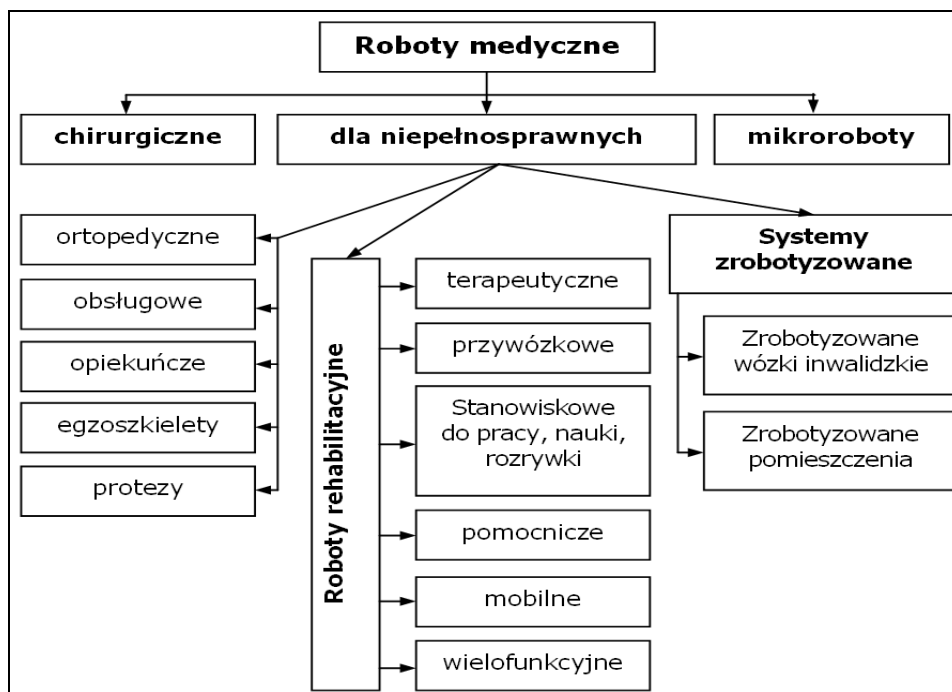 Roboty medyczne
chirurgiczne
dla niepełnosprawnych
mikroroboty
ortopedyczne
obsługowe
opiekuńcze
egzoszkielety
protezy
Roboty rehabilitacyjne
terapeutyczne
przywózkowe
Stanowiskowe
do pracy, nauki,
rozrywki
pomocnicze
mobilne
wielofunkcyjne
Systemy
zrobotyzowane
Zrobotyzowane
wózki inwalidzkie
Zrobotyzowane
pomieszczenia